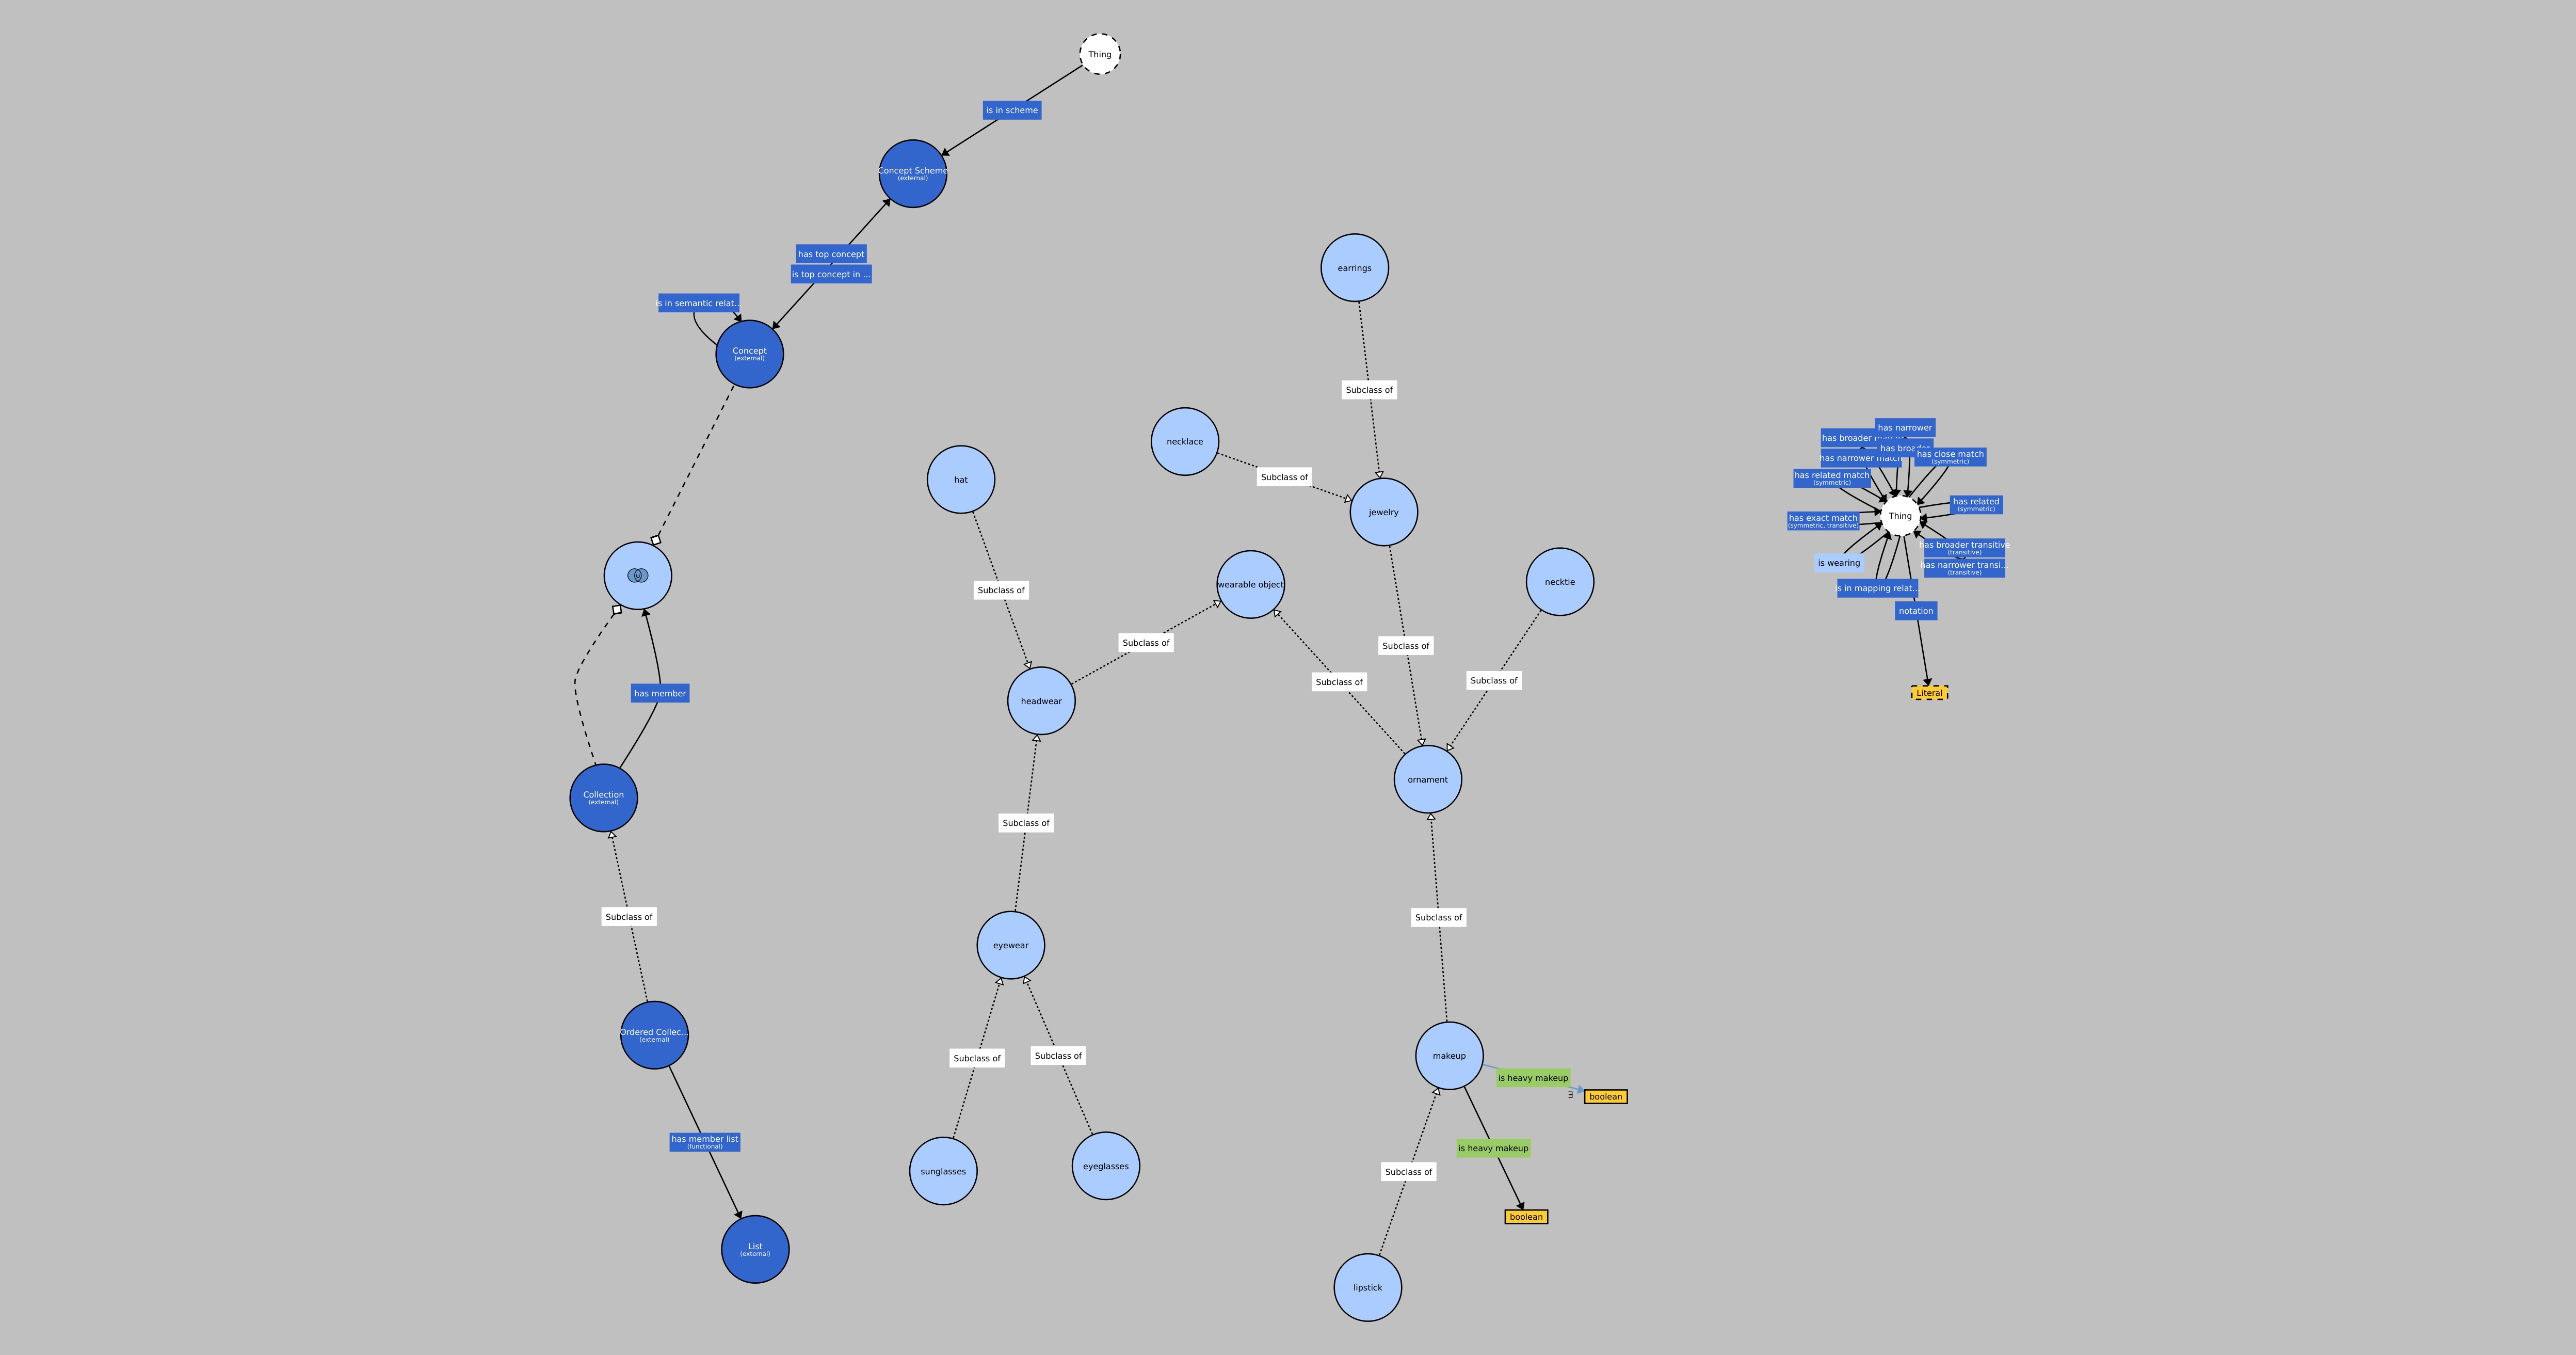 Thing
is in scheme
Concept Scheme
(external)
has top concept
is top concept in ...
is in semantic relat...
Concept
(external)
has member
Collection
(external)
Subclass of
Ordered Collec...
(external)
has member list
(functional)
List
(external)
earrings
Subclass of
necklace
Subclass of
jewelry
hat
Subclass of
wearable object
necktie
Subclass of
Subclass of
Subclass of
Subclass of
headwear
ornament
Subclass of
eyewear
Subclass of
Subclass of
Subclass of
sunglasses
eyeglasses
makeup
is heavy makeup
∃
boolean
is heavy makeup
Subclass of
boolean
lipstick
has narrower
has broader
has broader
has narrower match
has close match
(symmetric)
has related match
(symmetric)
has related
(symmetric)
Thing
has exact match
(symmetric, transitive)
has broader transitive
(transitive)
is wearing
has narrower transi...
(transitive)
is in mapping relat...
notation
Literal